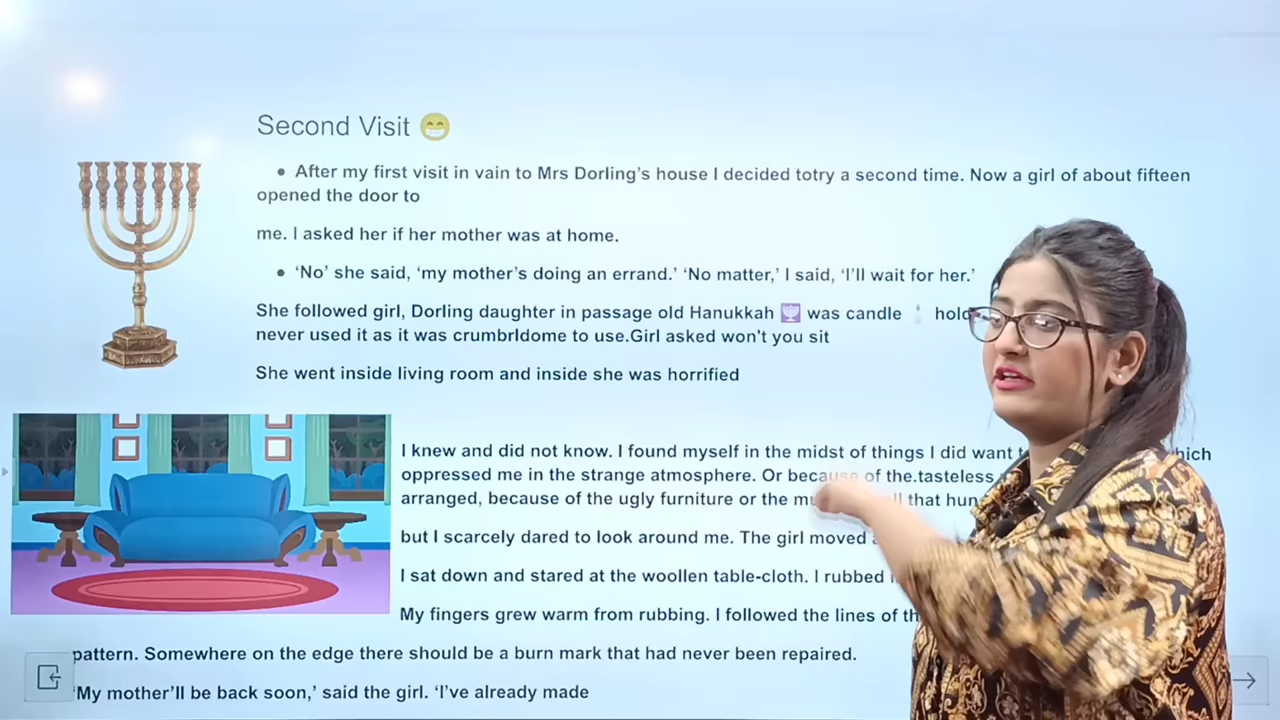 Second Visit 😁
• After my first visit in vain to Mrs Dorling's house I decided totry a second time. Now a girl of about fifteen
opened the door to
me. I asked her if her mother was at home.
• 'No' she said, 'my mother's doing an errand.' 'No matter,' I said, 'I'll wait for her.'
She followed girl, Dorling daughter in passage old Hanukkah 🕎 was candle 🕯 hold
never used it as it was crumbrldome to use.Girl asked won't you sit
She went inside living room and inside she was horrified
I knew and did not know. I found myself in the midst of things I did want
oppressed me in the strange atmosphere. Or because of the.tasteless
arranged, because of the ugly furniture or the that hun
but I scarcely dared to look around me. The girl moved
I sat down and stared at the woollen table-cloth. I rubbed
My fingers grew warm from rubbing. I followed the lines of
pattern. Somewhere on the edge there should be a burn mark that had never been repaired.
'My mother'll be back soon,' said the girl. 'I've already made